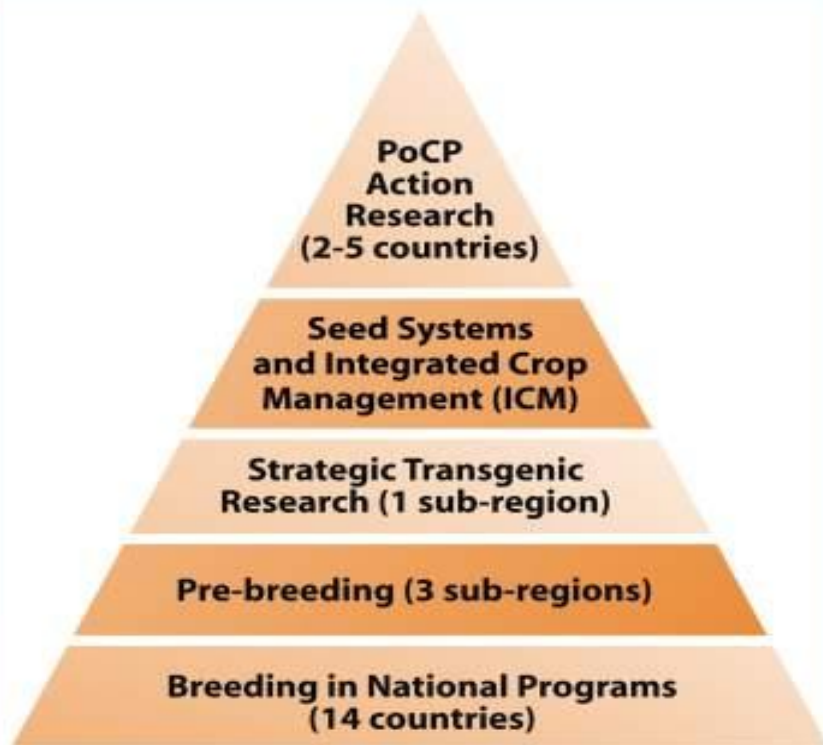 PoCP
Action
Research
(2-5 countries)
Seed Systems
and Integrated Crop
Management (ICM)
Strategic Transgenic
Research (1 sub-region)
Pre-breeding (3 sub-regions)
Breeding in National Programs
(14 countries)